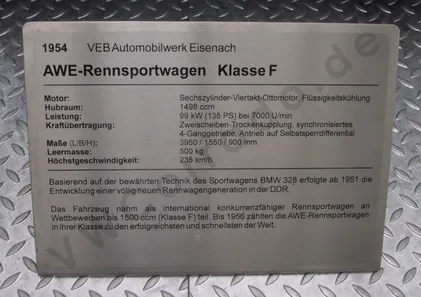 1954 VEB Automobilwerk Eisenach
AWE-Rennsportwagen Klasse F
Motor: Sechszylinder-Viertakt-Ottomotor, Flüssigkeitskühlung
Hubraum: 1498 ccm
Leistung: 99 kW (135 PS) bei 7000 U/min
Kraftübertragung: Zweischeiben-Trockenkupplung, synchronisiertes
4-Ganggetriebe, Antrieb auf Selbstsperrdifferential
Maße (L/B/H): 3950 / 1550 / 900 mm
Leermasse: 500 kg
Höchstgeschwindigkeit: 235 km/h
Basierend auf der bewährten Technik des Sportwagens BMW 328 erfolgte ab 1951 die
Entwicklung einer völlig neuen Rennwagengeneration in der DDR.
Das Fahrzeug nahm als international konkurrenzfähiger Rennsportwagen an
Wettbewerben bis 1500 ccm (Klasse F) teil. Bis 1956 zählten die AWE-Rennsportwagen
in ihrer Klasse zu den erfolgreichsten und schnellsten der Welt.